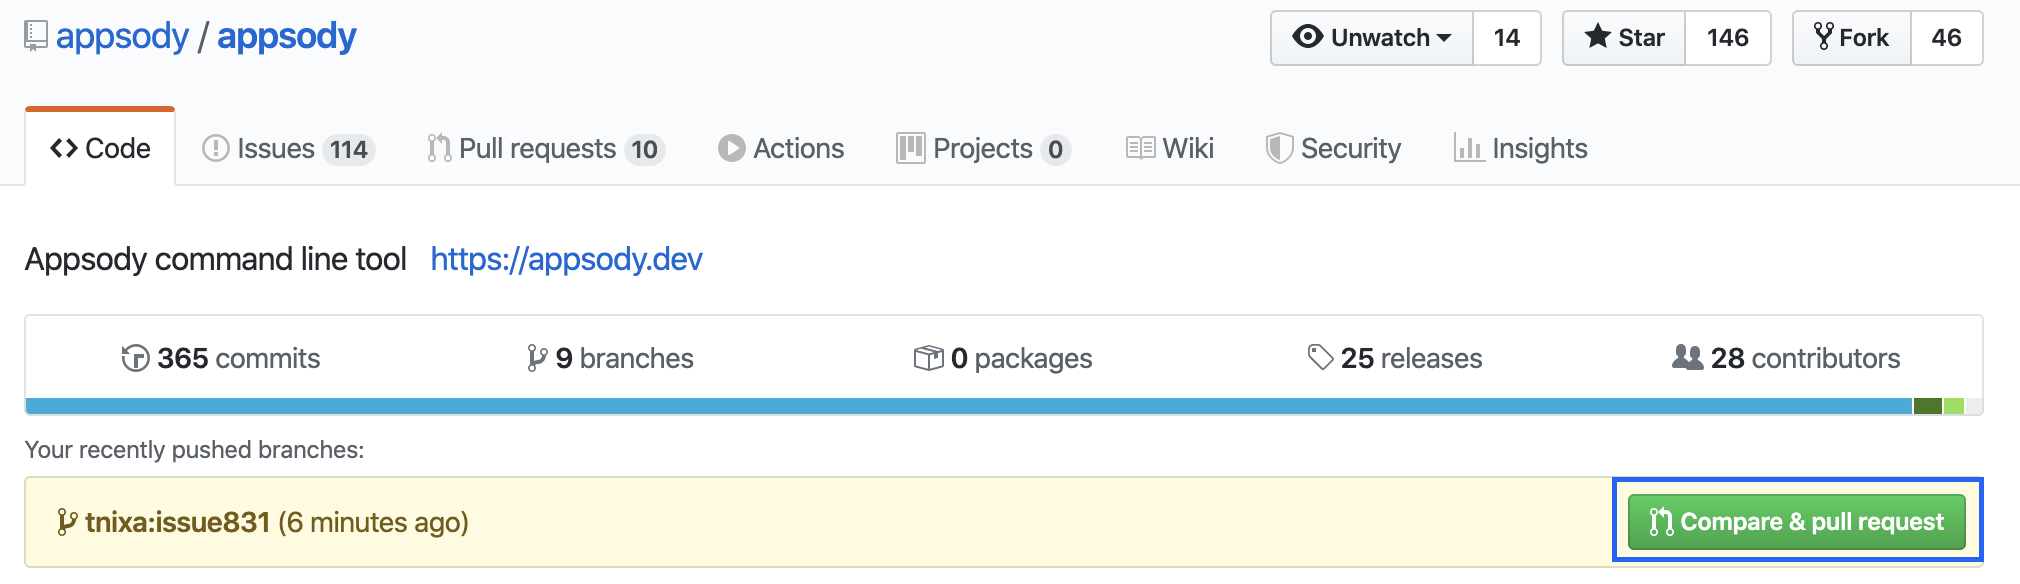 appsody / appsody Unwatch 14 Star 146 Fork 46
Code Issues 114 Pull requests 10 Actions Projects 0 Wiki Security Insights
Appsody command line tool https://appsody.dev
365 commits 9 branches 0 packages 25 releases 28 contributors
Your recently pushed branches:
tnixa:issue831 (6 minutes ago) Compare & pull request